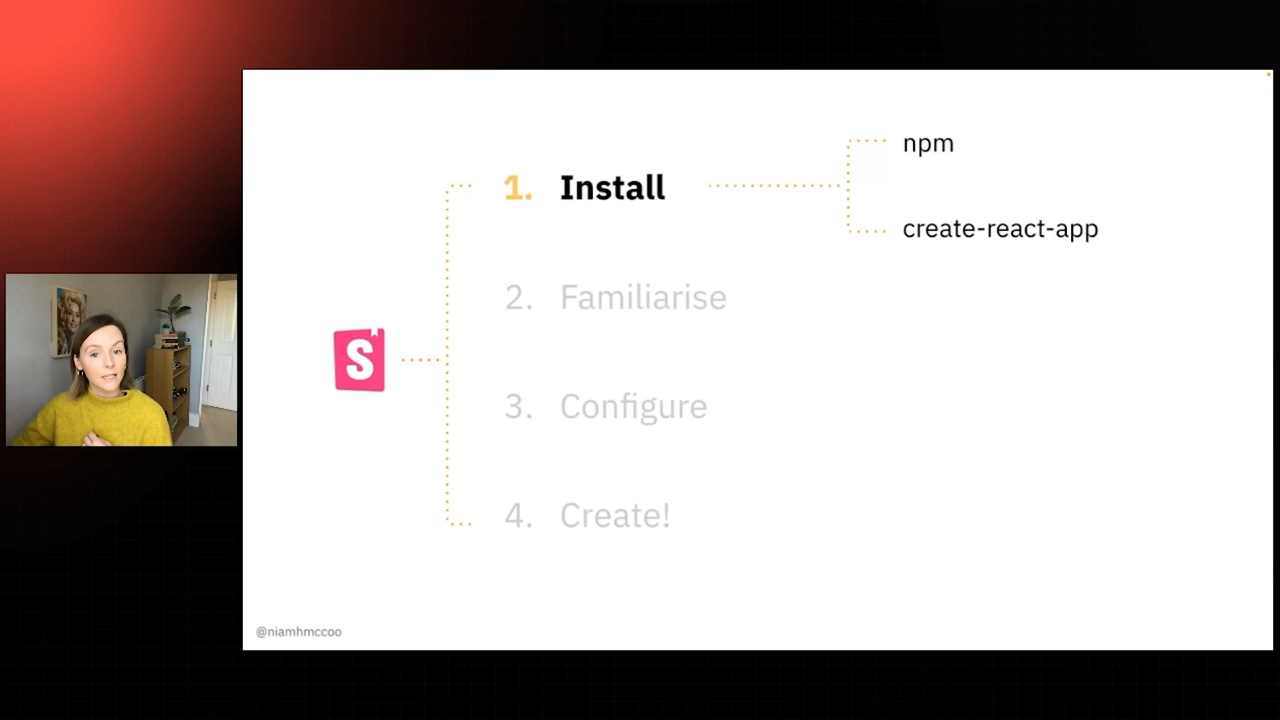 npm
1. Install
create-react-app
2. Familiarise
S
3. Configure
4. Create!
@niamhmccoo